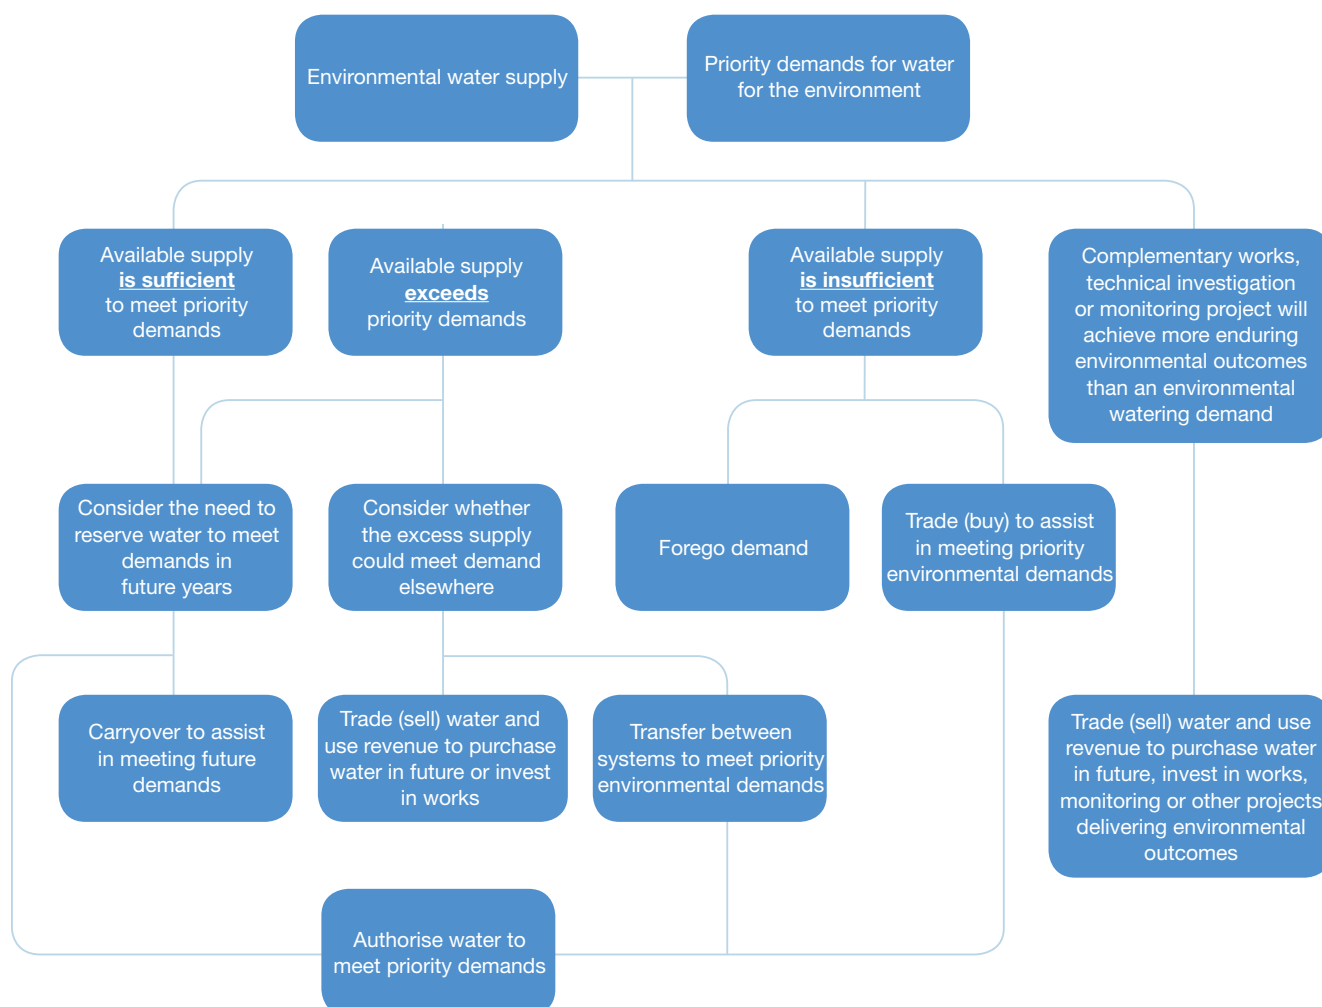 Environmental water supply
Priority demands for water
for the environment
Available supply
is sufficient
to meet priority
demands
Available supply
exceeds
priority demands
Available supply
is insufficient
to meet priority
demands
Complementary works,
technical investigation
or monitoring project will
achieve more enduring
environmental outcomes
than an environmental
watering demand
Consider the need to
reserve water to meet
demands in
future years
Consider whether
the excess supply
could meet demand
elsewhere
Forego demand
Trade (buy) to assist
in meeting priority
environmental demands
Carryover to assist
in meeting future
demands
Trade (sell) water and
use revenue to purchase
water in future or invest
in works
Transfer between
systems to meet priority
environmental demands
Trade (sell) water and use
revenue to purchase water
in future, invest in works,
monitoring or other projects
delivering environmental
outcomes
Authorise water to
meet priority demands